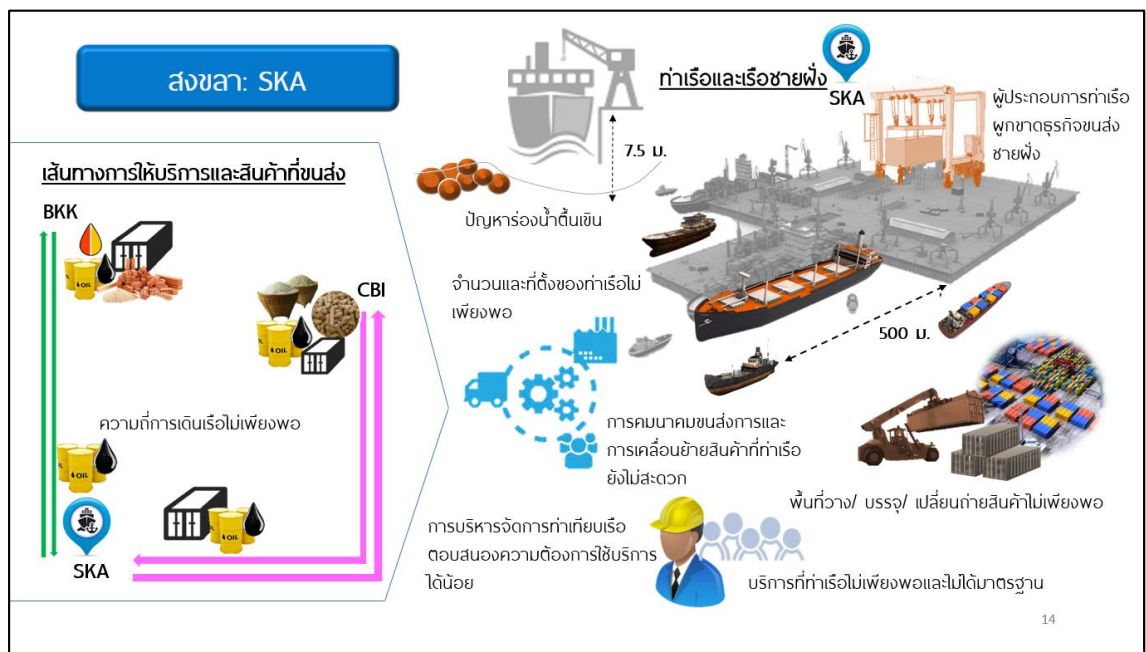 สงขลา: SKA
เส้นทางการให้บริการและสินค้าที่ขนส่ง
BKK
OIL
CBI
OIL
ความถี่การเดินเรือไม่เพียงพอ
OIL
OIL
SKA
ท่าเรือและเรือชายฝั่ง
SKA
ผู้ประกอบการท่าเรือ
ผูกขาดธุรกิจขนส่ง
ชายฝั่ง
7.5 ม.
ปัญหาร่องน้ำตื้นเขิน
จำนวนและที่ตั้งของท่าเรือไม่
เพียงพอ
500 ม.
การคมนาคมขนส่งการและ
การเคลื่อนย้ายสินค้าที่ท่าเรือ
ยังไม่สะดวก
พื้นที่วาง/ บรรจุ/ เปลี่ยนถ่ายสินค้าไม่เพียงพอ
การบริหารจัดการท่าเทียบเรือ
ตอบสนองความต้องการใช้บริการ
ได้น้อย
บริการที่ท่าเรือไม่เพียงพอและไม่ได้มาตรฐาน
14